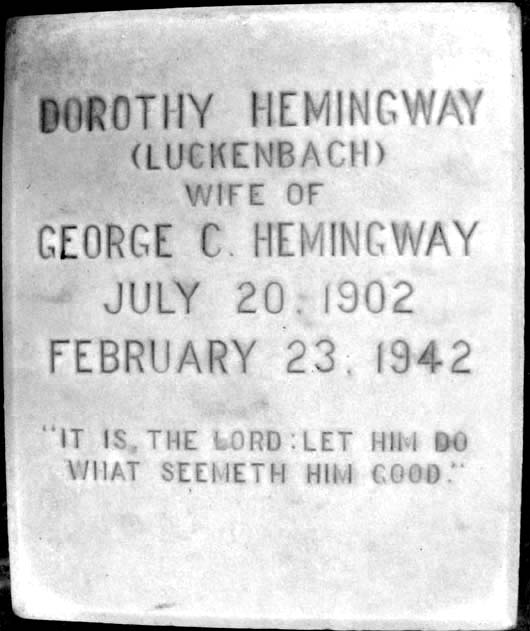 DOROTHY HEMINGWAY
(LUCKENBACH)
WIFE OF
GEORGE C. HEMINGWAY
JULY 20, 1902
FEBRUARY 23, 1942
"IT IS THE LORD: LET HIM DO
WHAT SEEMETH HIM GOOD."